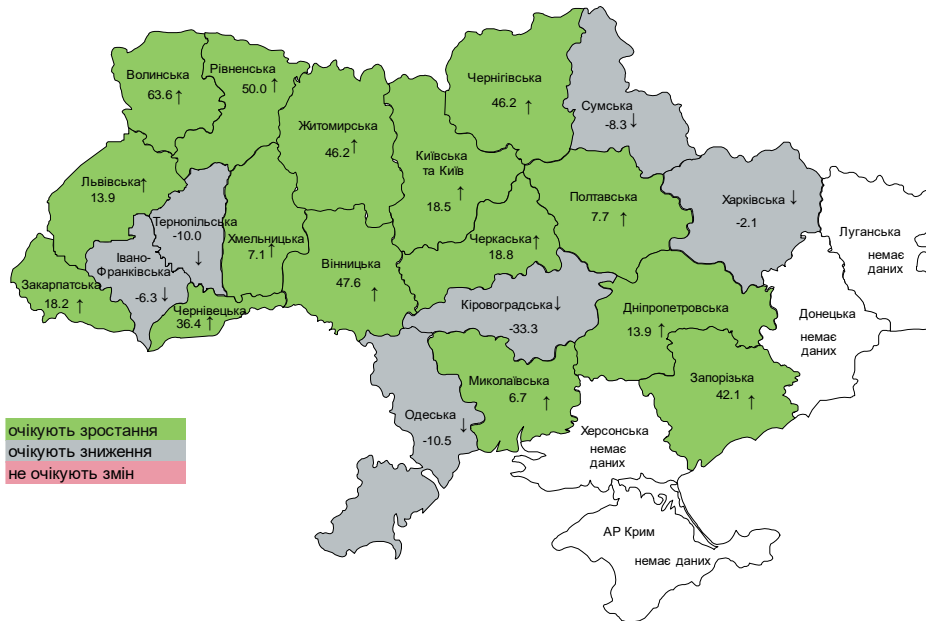 Волинська
63.6 ↑
Рівненська
50.0 ↑
Житомирська
46.2 ↑
Чернігівська
46.2 ↑
Сумська
-8.3 ↓
Київська
та Київ
18.5 ↑
Львівська ↑
13.9
Тернопільська
-10.0
↓
Хмельницька
7.1 ↑
Івано-
Франківська
-6.3 ↓
Закарпатська
18.2 ↑
Чернівецька
36.4 ↑
Вінницька
47.6 ↑
Черкаська ↑
18.8
Полтавська
7.7 ↑
Харківська ↓
-2.1
Луганська
немає
даних
Донецька
немає
даних
Кіровоградська ↓
-33.3
Дніпропетровська
13.9 ↑
Запорізька
42.1 ↑
Миколаївська
6.7 ↑
Одеська ↓
-10.5
Херсонська
немає
даних
АР Крим
немає даних
очікують зростання
очікують зниження
не очікують змін